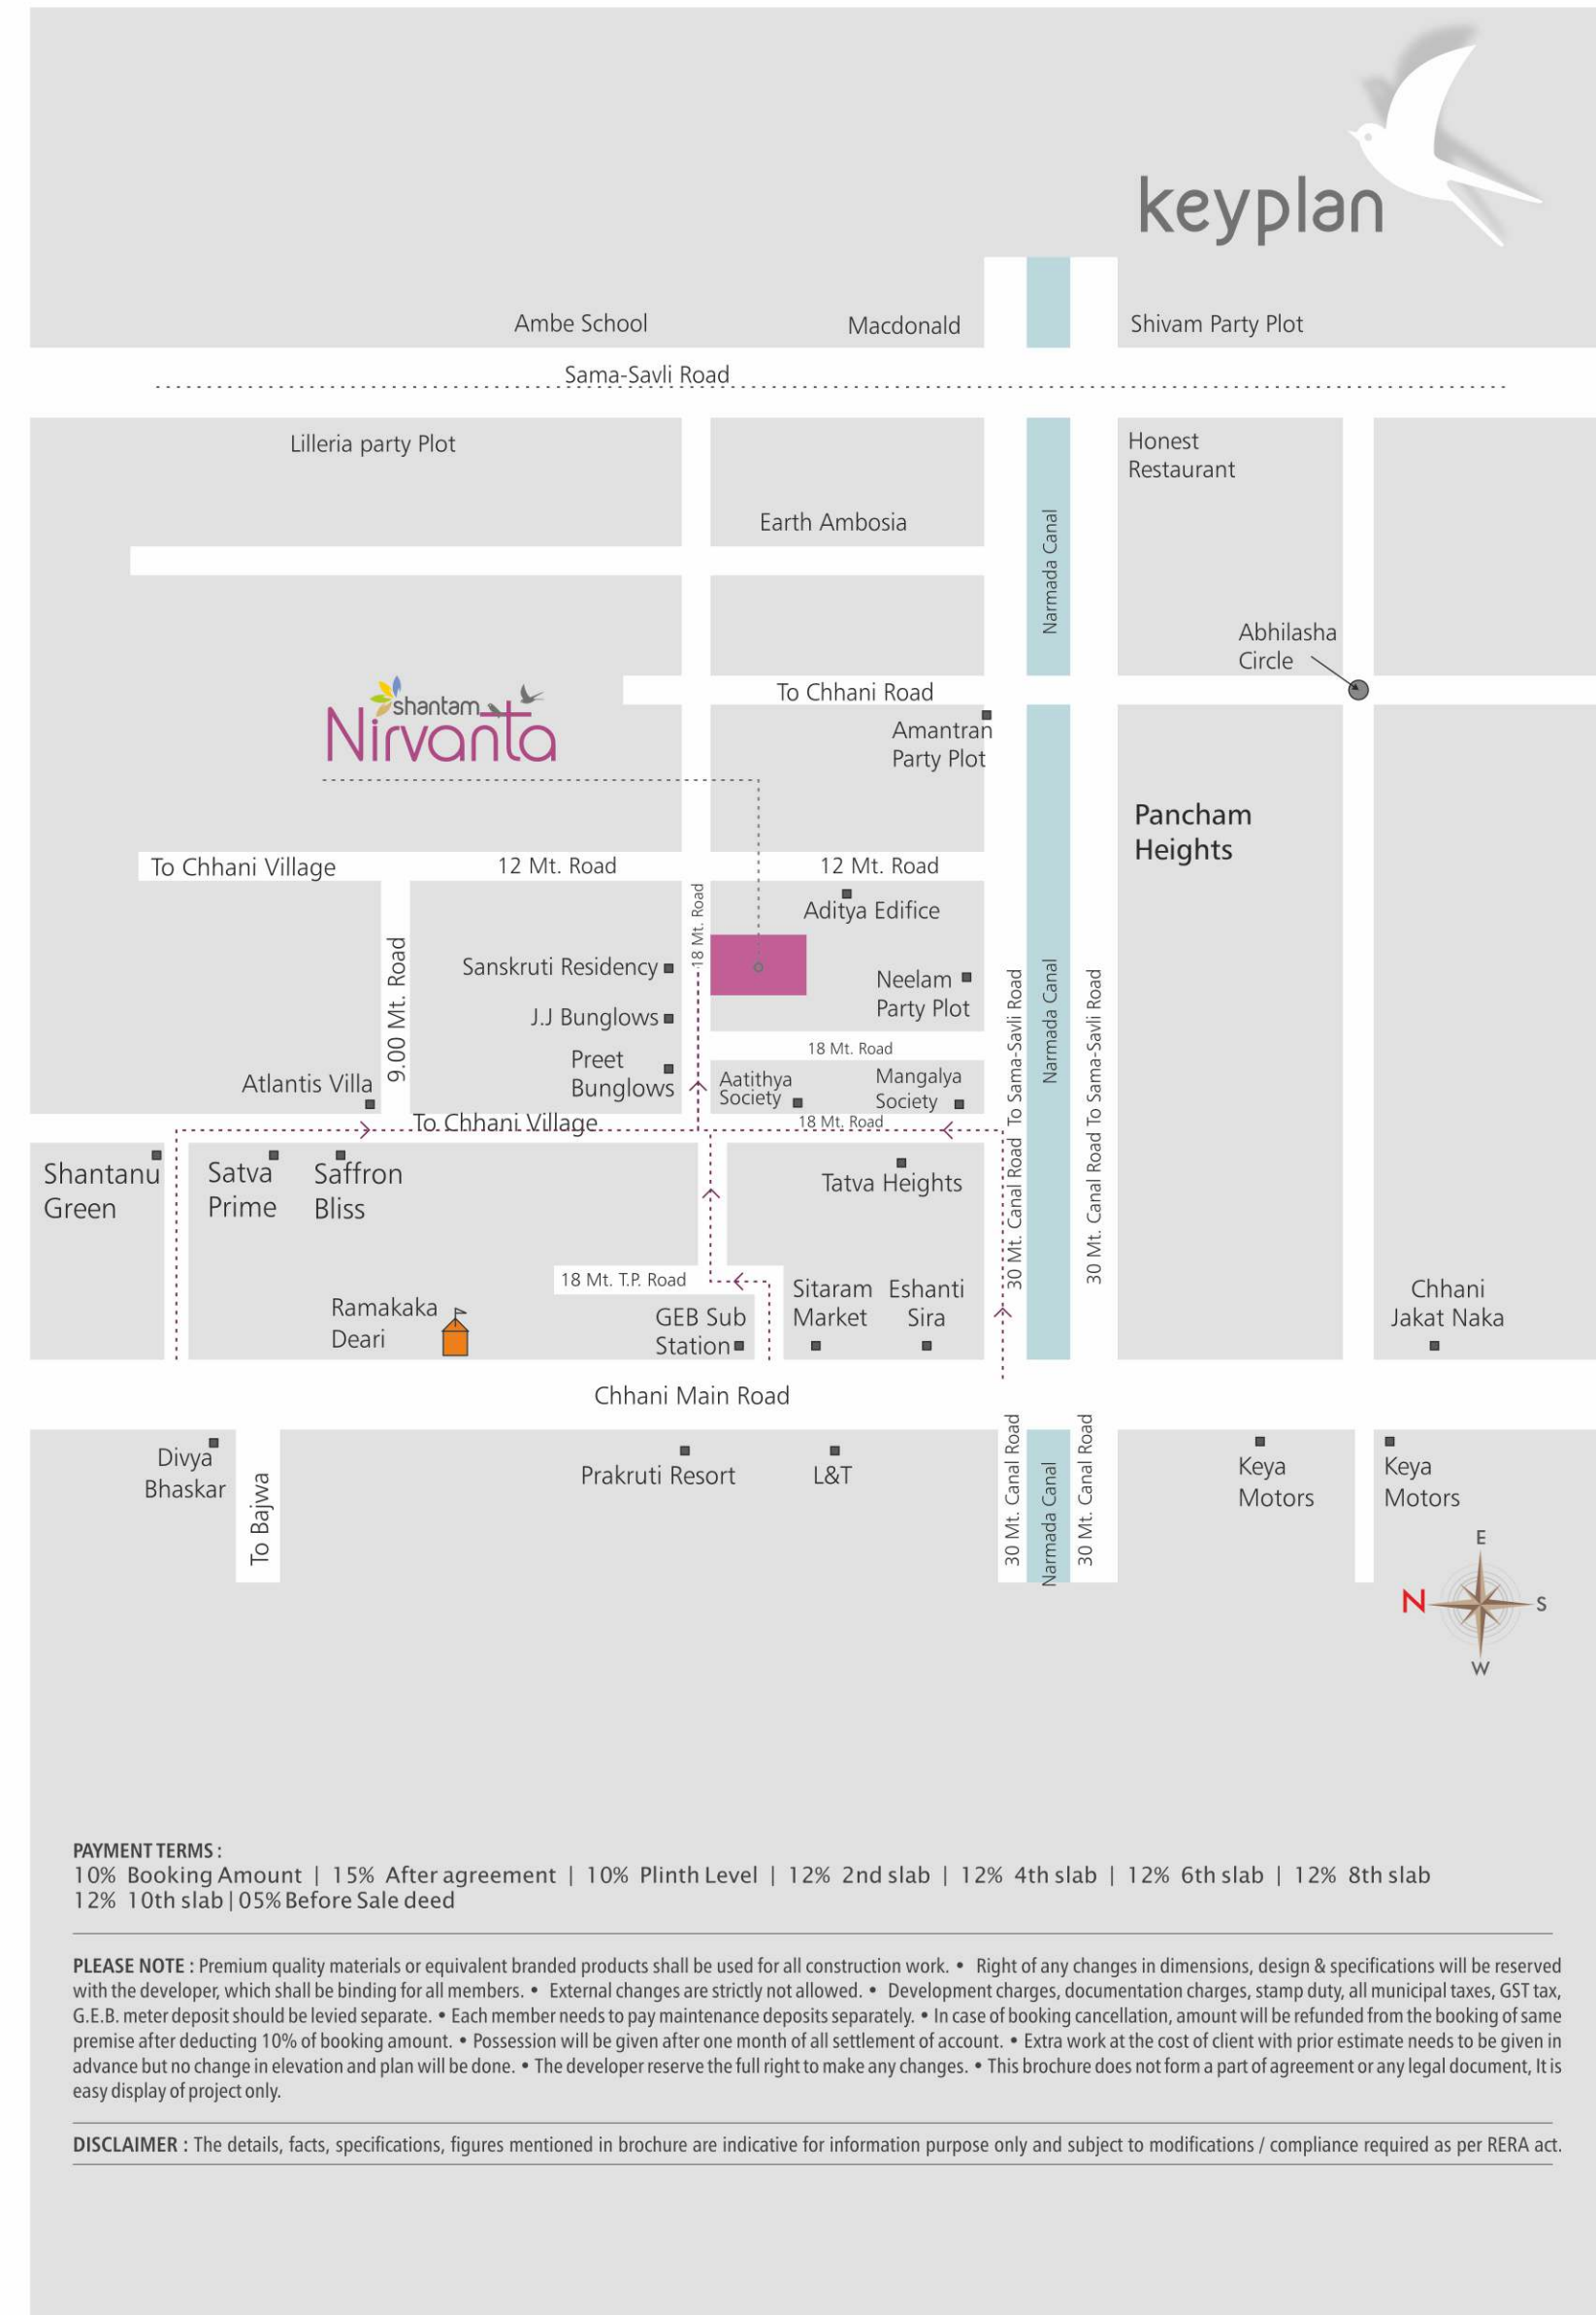 keyplan
Ambe School
Macdonald
Shivam Party Plot
Sama-Savli Road
Lilleria party Plot
Honest
Restaurant
Earth Ambosia
Narmada Canal
Abhilasha
Circle
shantam
Nirvanta
To Chhani Road
Amantran
Party Plot
Pancham
Heights
To Chhani Village
12 Mt. Road
12 Mt. Road
18 Mt. Road
Aditya Edifice
9.00 Mt. Road
Sanskruti Residency
Neelam
Party Plot
J.J Bunglows
18 Mt. Road
Preet
Bunglows
Atlantis Villa
Aatithya
Society
Mangalya
Society
30 Mt. Canal Road To Sama-Savli Road
Narmada Canal
30 Mt. Canal Road To Sama-Savli Road
To Chhani Village
18 Mt. Road
Shantanu
Green
Satva
Prime
Saffron
Bliss
Tatva Heights
18 Mt. T.P. Road
Ramakaka
Deari
GEB Sub
Station
Sitaram
Market
Eshanti
Sira
Chhani
Jakat Naka
Chhani Main Road
Divya
Bhaskar
To Bajwa
Prakruti Resort
L&T
30 Mt. Canal Road
Narmada Canal
30 Mt. Canal Road
Keya
Motors
Keya
Motors
E
N
S
W
PAYMENT TERMS :
10% Booking Amount | 15% After agreement | 10% Plinth Level | 12% 2nd slab | 12% 4th slab | 12% 6th slab | 12% 8th slab
12% 10th slab | 05% Before Sale deed
PLEASE NOTE : Premium quality materials or equivalent branded products shall be used for all construction work. • Right of any changes in dimensions, design & specifications will be reserved
with the developer, which shall be binding for all members. • External changes are strictly not allowed. • Development charges, documentation charges, stamp duty, all municipal taxes, GST tax,
G.E.B. meter deposit should be levied separate. • Each member needs to pay maintenance deposits separately. • In case of booking cancellation, amount will be refunded from the booking of same
premise after deducting 10% of booking amount. • Possession will be given after one month of all settlement of account. • Extra work at the cost of client with prior estimate needs to be given in
advance but no change in elevation and plan will be done. • The developer reserve the full right to make any changes. • This brochure does not form a part of agreement or any legal document, It is
easy display of project only.
DISCLAIMER : The details, facts, specifications, figures mentioned in brochure are indicative for information purpose only and subject to modifications / compliance required as per RERA act.